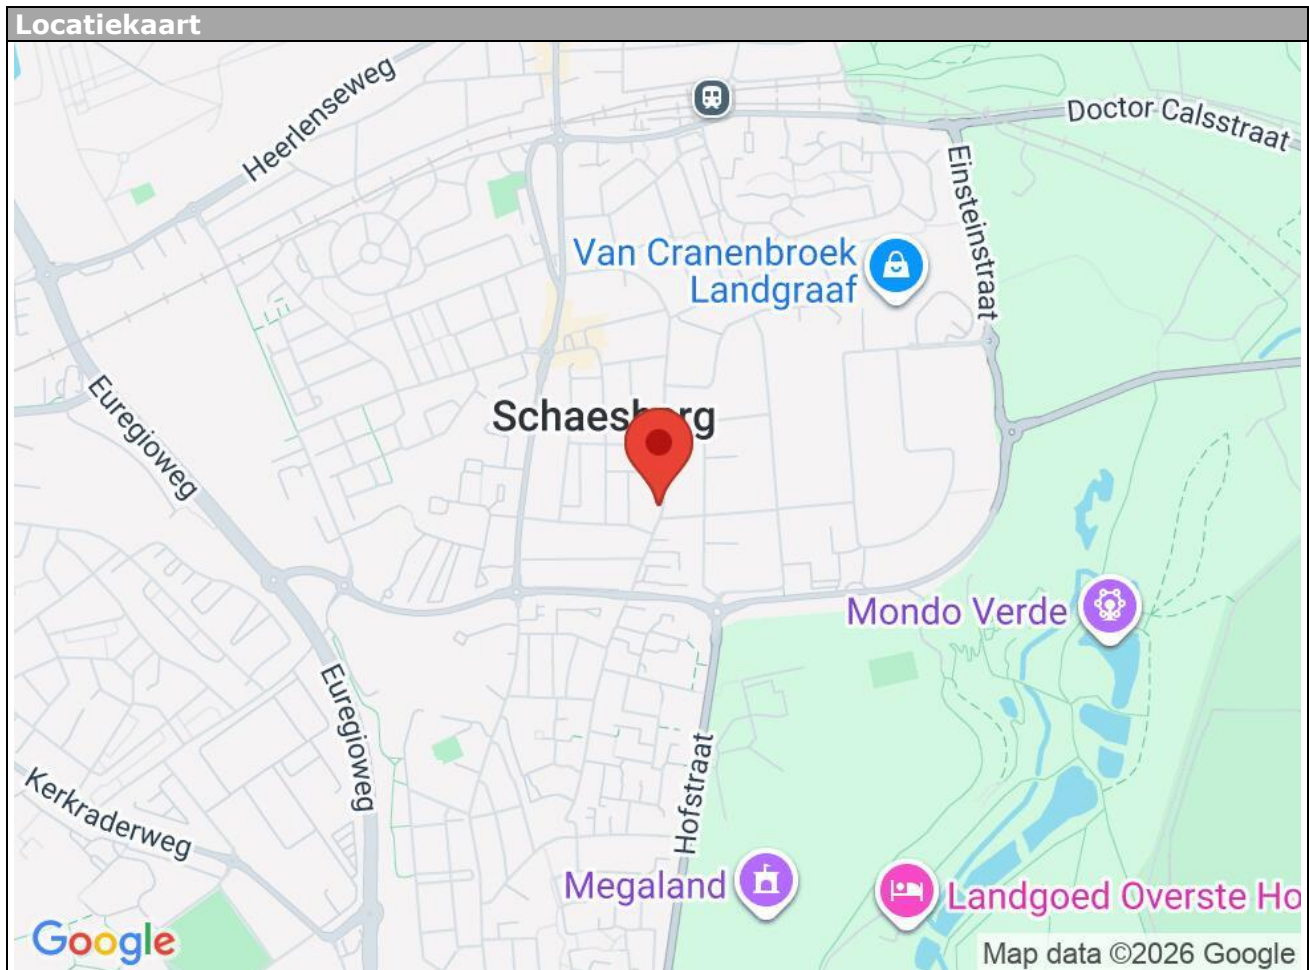 Locatiekaart
Heerlenseweg
Doctor Calsstraat
Einsteinstraat
Van Cranenbroek
Landgraaf
Euregioweg
Mondo Verde
Euregioweg
Hofstraat
Kerkraderweg
Megaland
Landgoed Overste Ho
Google
Map data ©2026 Google